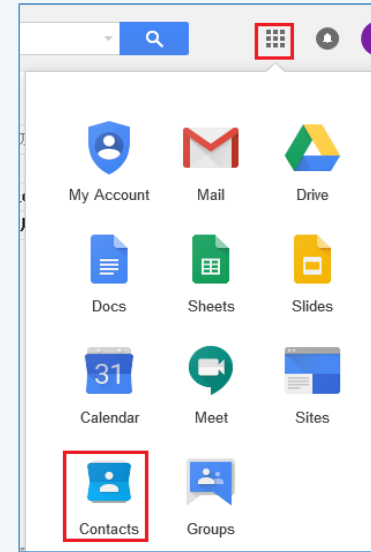 My Account Mail Drive
Docs Sheets Slides
31
Calendar Meet Sites
Contacts Groups